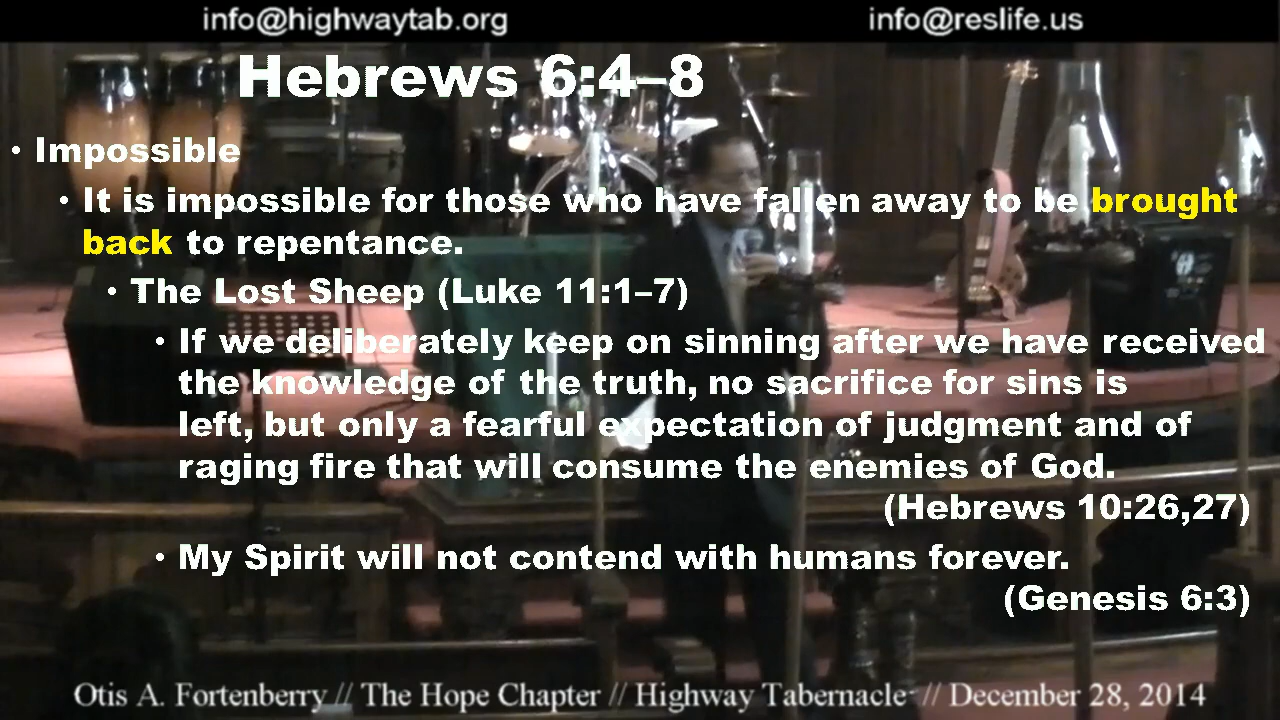 info@highwaytab.org info@reslife.us
Hebrews 6:4–8
• Impossible
• It is impossible for those who have fallen away to be brought
back to repentance.
• The Lost Sheep (Luke 11:1–7)
• If we deliberately keep on sinning after we have received
the knowledge of the truth, no sacrifice for sins is
left, but only a fearful expectation of judgment and of
raging fire that will consume the enemies of God.
(Hebrews 10:26,27)
• My Spirit will not contend with humans forever.
(Genesis 6:3)
Otis A. Fortenberry // The Hope Chapter // Highway Tabernacle // December 28, 2014